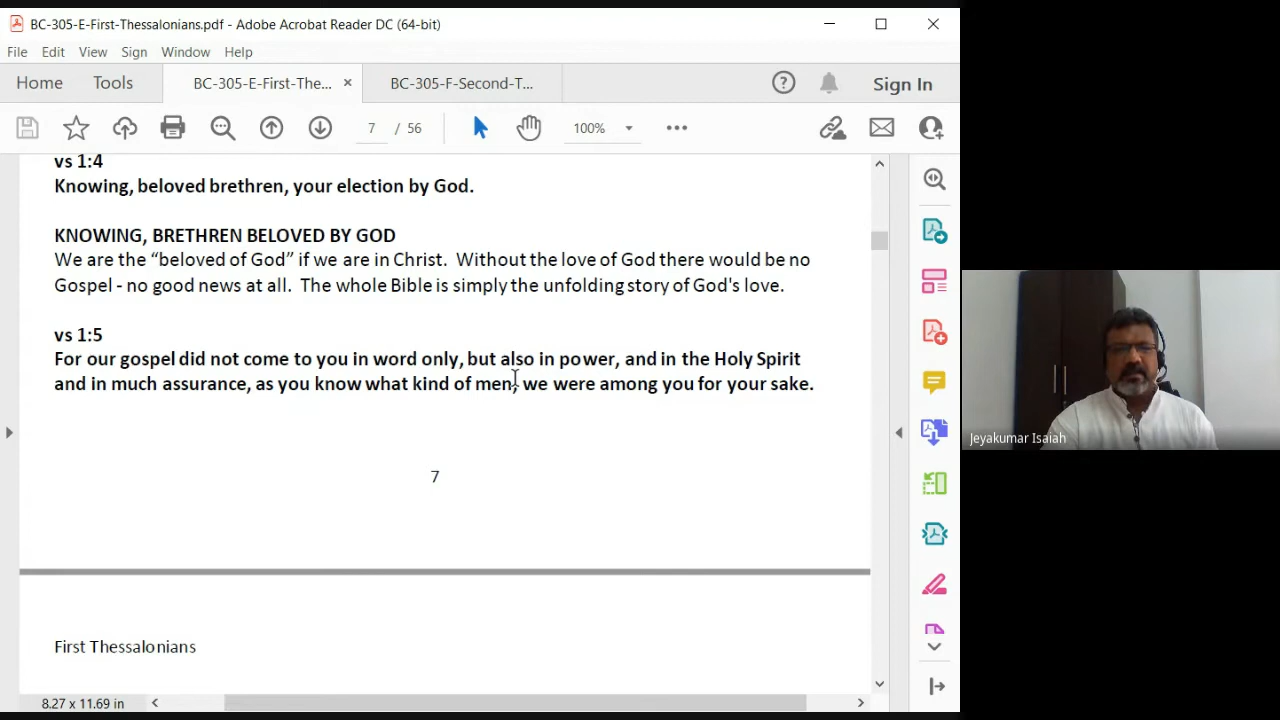 BC-305-E-First-Thessalonians.pdf - Adobe Acrobat Reader DC (64-bit)
File Edit View Sign Window Help
Home Tools BC-305-E-First-The... × BC-305-F-Second-T... Sign In
7 / 56 100%
vs 1:4
Knowing, beloved brethren, your election by God.
KNOWING, BRETHREN BELOVED BY GOD
We are the “beloved of God” if we are in Christ. Without the love of God there would be no
Gospel - no good news at all. The whole Bible is simply the unfolding story of God's love.
vs 1:5
For our gospel did not come to you in word only, but also in power, and in the Holy Spirit
and in much assurance, as you know what kind of men, we were among you for your sake.
7
First Thessalonians
8.27 x 11.69 in
Jeyakumar Isaiah